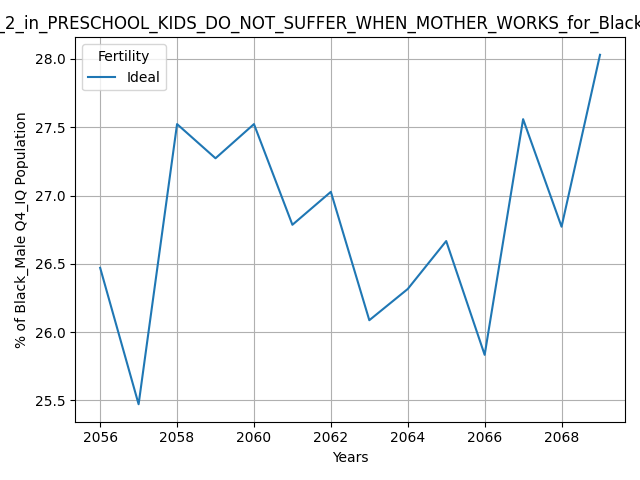 _2_in_PRESCHOOL_KIDS_DO_NOT_SUFFER_WHEN_MOTHER_WORKS_for_Black
Fertility
Ideal
28.0
27.5
27.0
26.5
26.0
25.5
% of Black_Male Q4_IQ Population
2056 2058 2060 2062 2064 2066 2068
Years